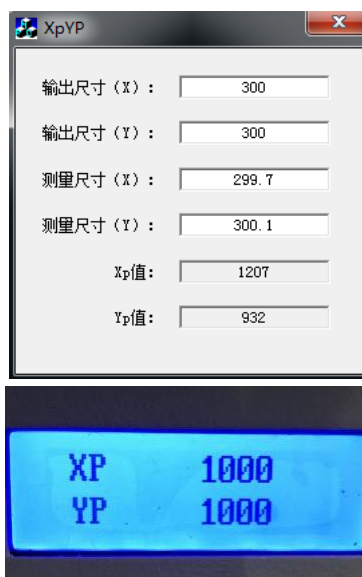 XpYP
输出尺寸（X）： 300
输出尺寸（Y）： 300
测量尺寸（X）： 299.7
测量尺寸（Y）： 300.1
Xp值： 1207
Yp值： 932
XP 1000
YP 1000